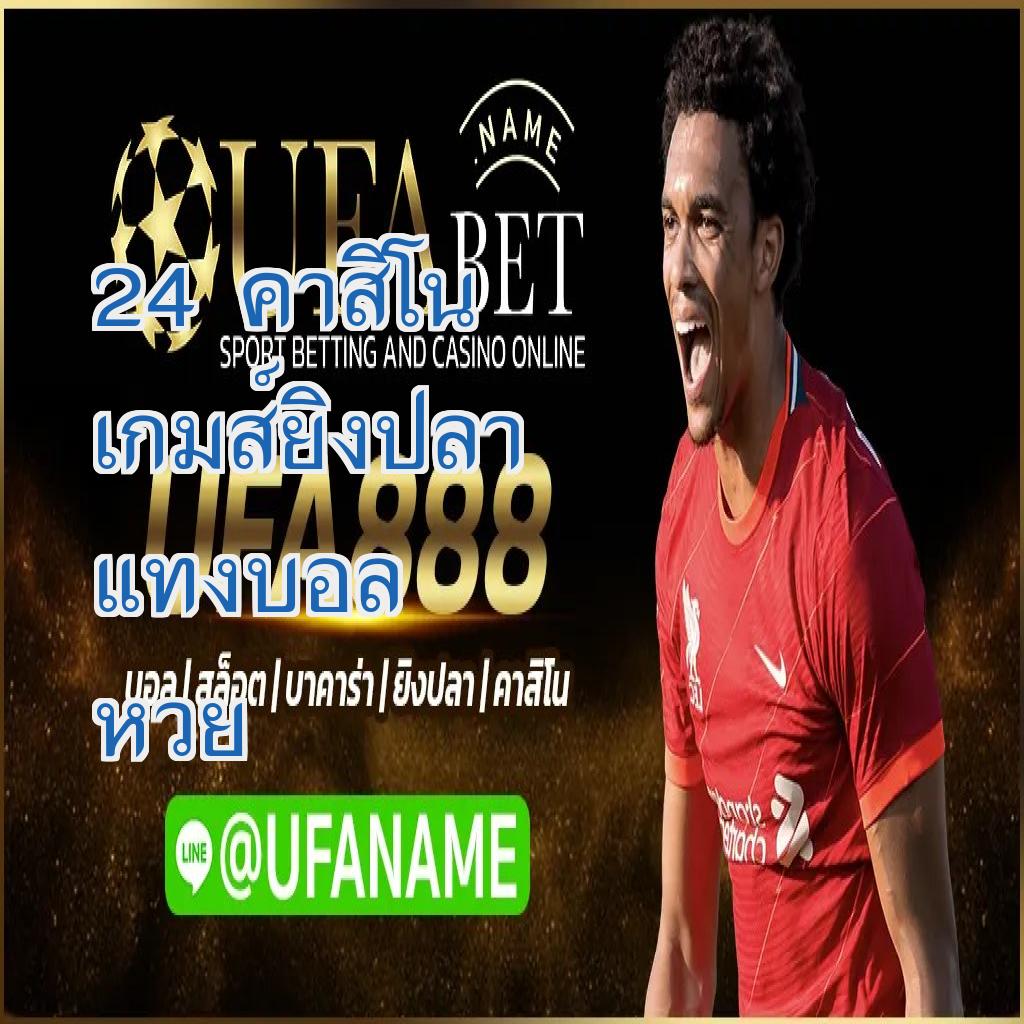 .NAME
UFABET
SPORT BETTING AND CASINO ONLINE
24 คาสิโน
เกมส์ยิงปลา
UFA888
แทงบอล
บอล | สล็อต | บาคาร่า | ยิงปลา | คาสิโน
หวย
LINE @UFANAME